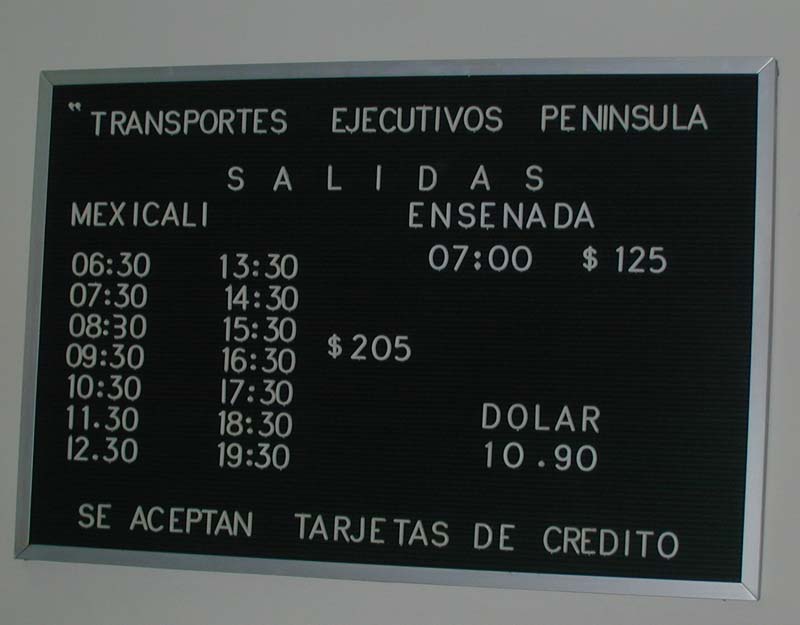 “TRANSPORTES EJECUTIVOS PENINSULA
SALIDAS
MEXICALI ENSENADA
07:00 $ 125
06:30 13:30
07:30 14:30
08:30 15:30
$205
09:30 16:30
10:30 17:30
11.30 18:30
12.30 19:30
DOLAR
10.90
SE ACEPTAN TARJETAS DE CREDITO